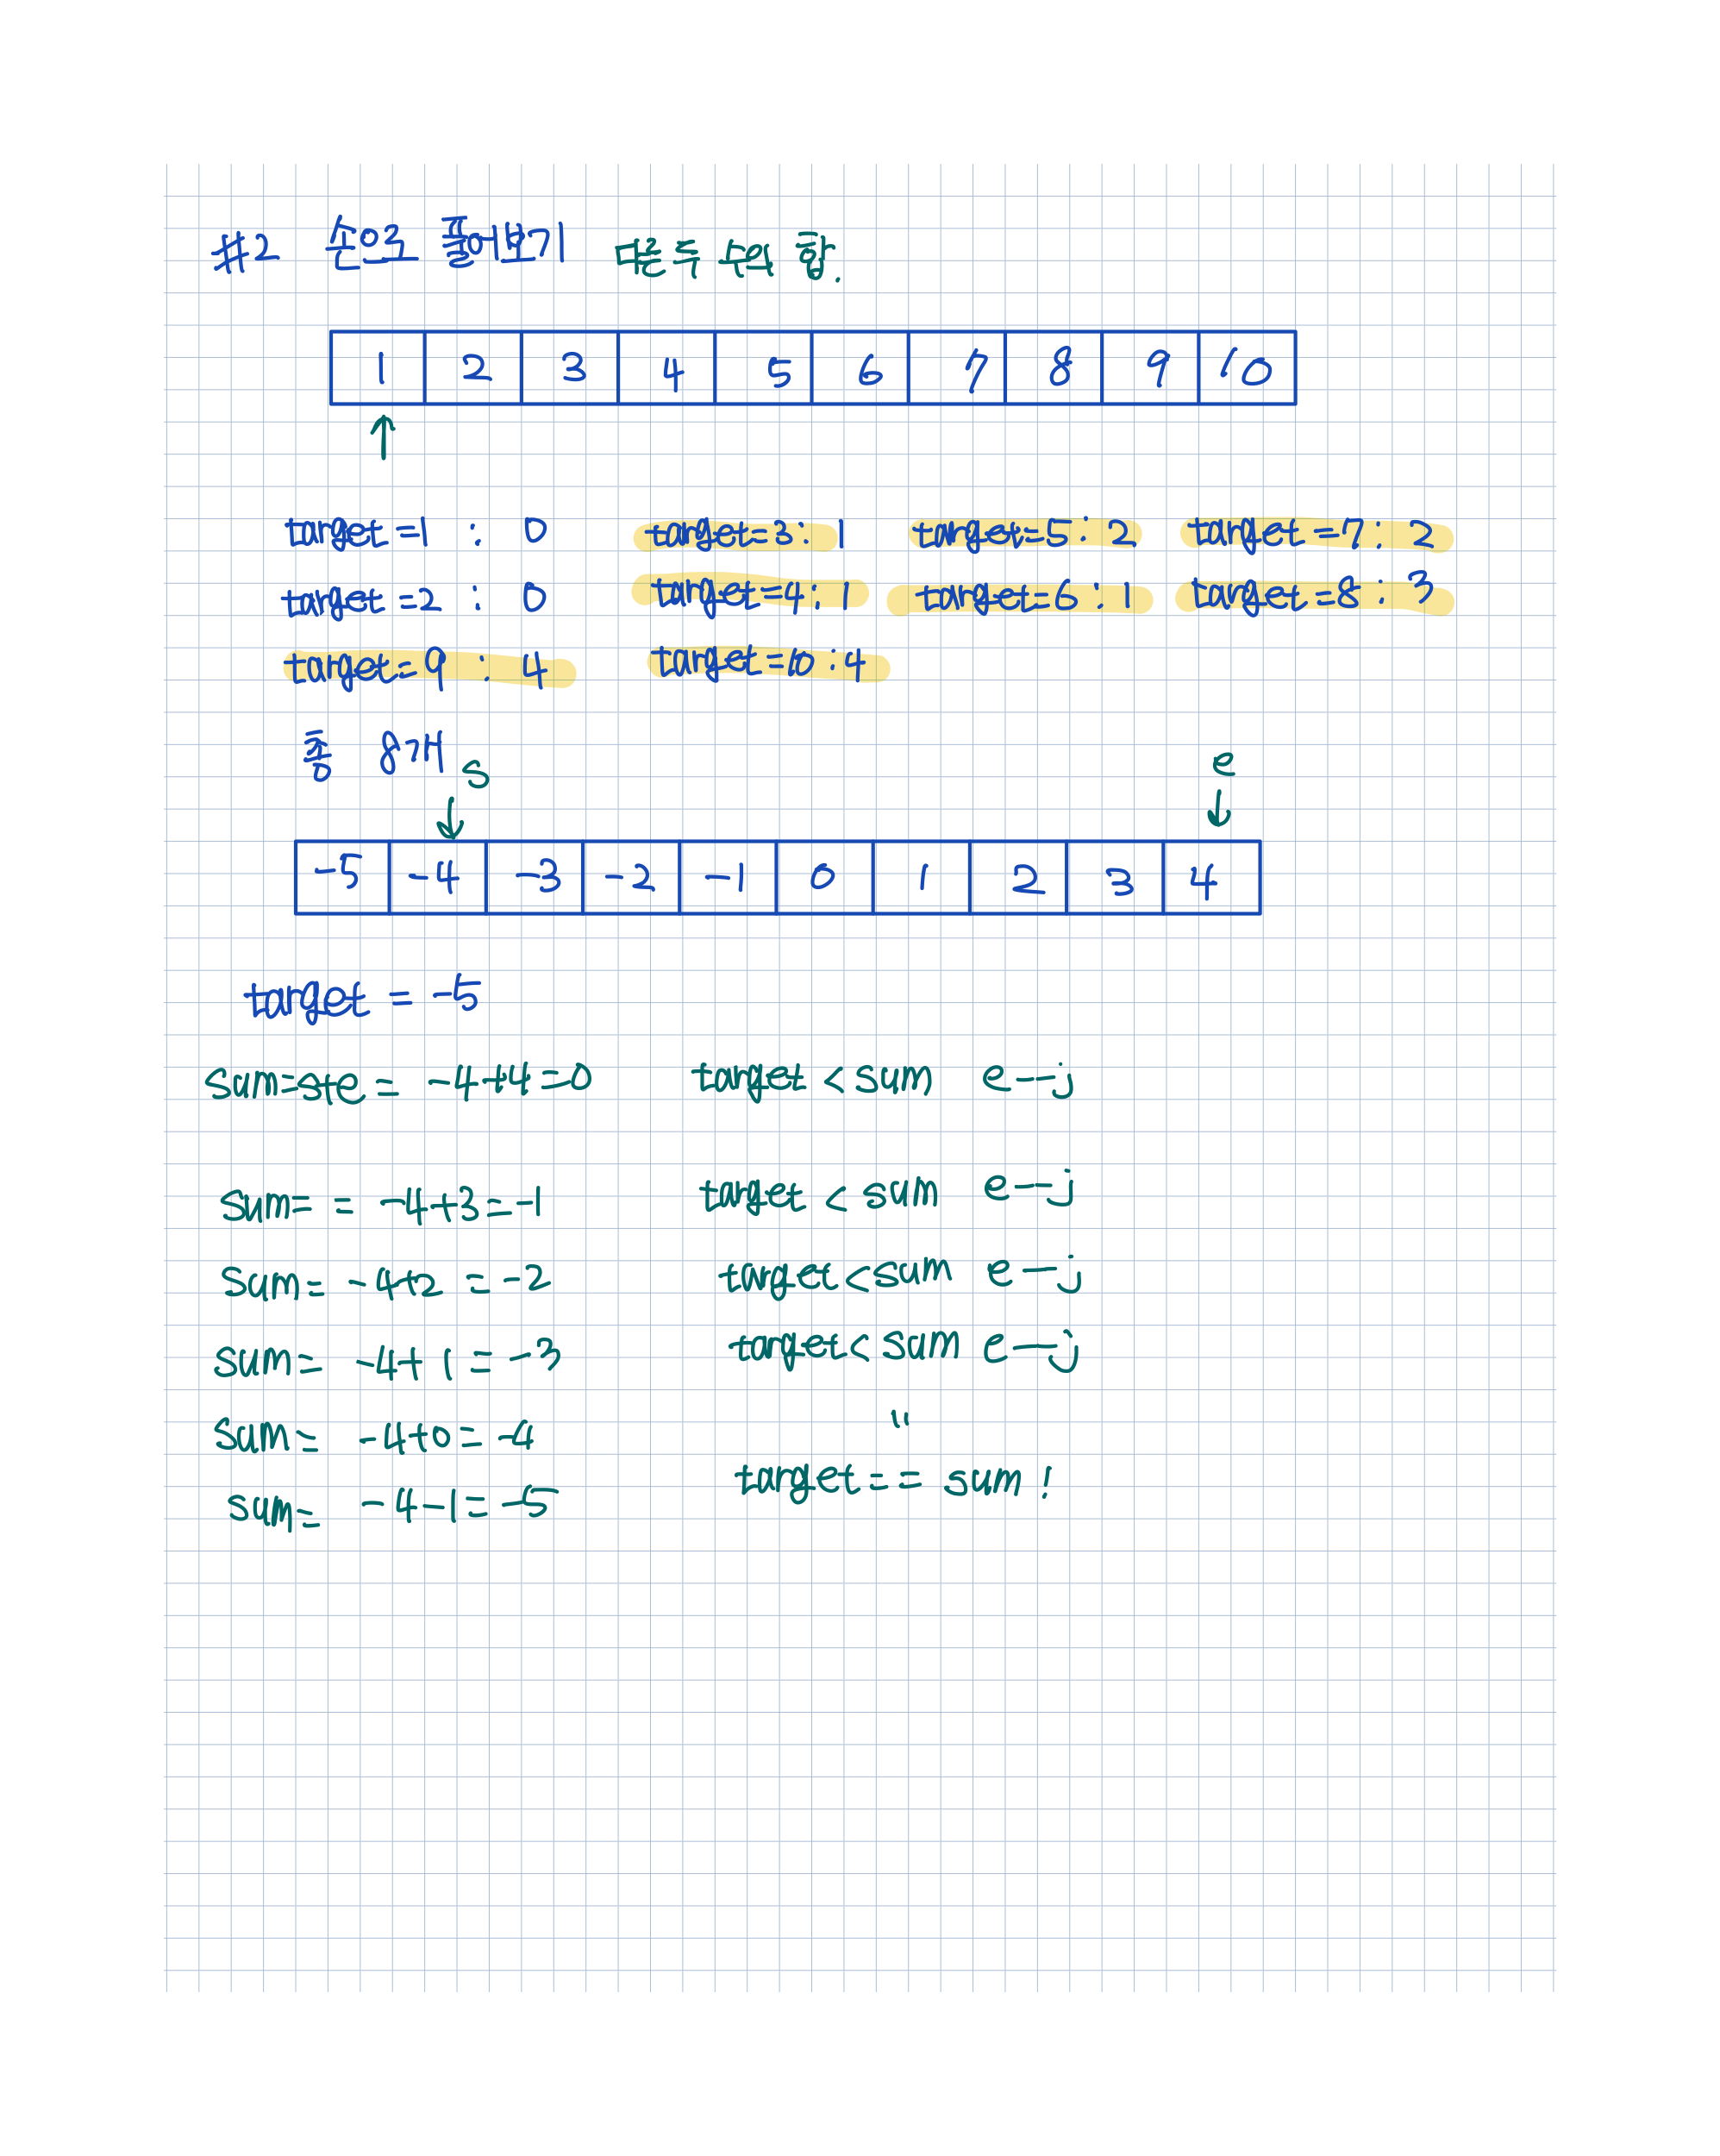 #2 손으로 풀어보기 다른 두 수의 합.
1 2 3 4 5 6 7 8 9 10
target=1 : 0 target=3: 1 target=5: 2 target=7: 2
target=2 : 0 target=4: 1 target=6: 1 target=8: 3
target=9 : 4 target=10:4
총 8개
s e
-5 -4 -3 -2 -1 0 1 2 3 4
target = -5
sum=s+e = -4+4=0 target < sum e--j
sum= = -4+3=-1 target < sum e--j
sum= -4+2 = -2 target<sum e--j
sum= -4+1 = -3 target<sum e--j
sum= -4+0=-4 "
sum= -4-1=-5 target== sum!